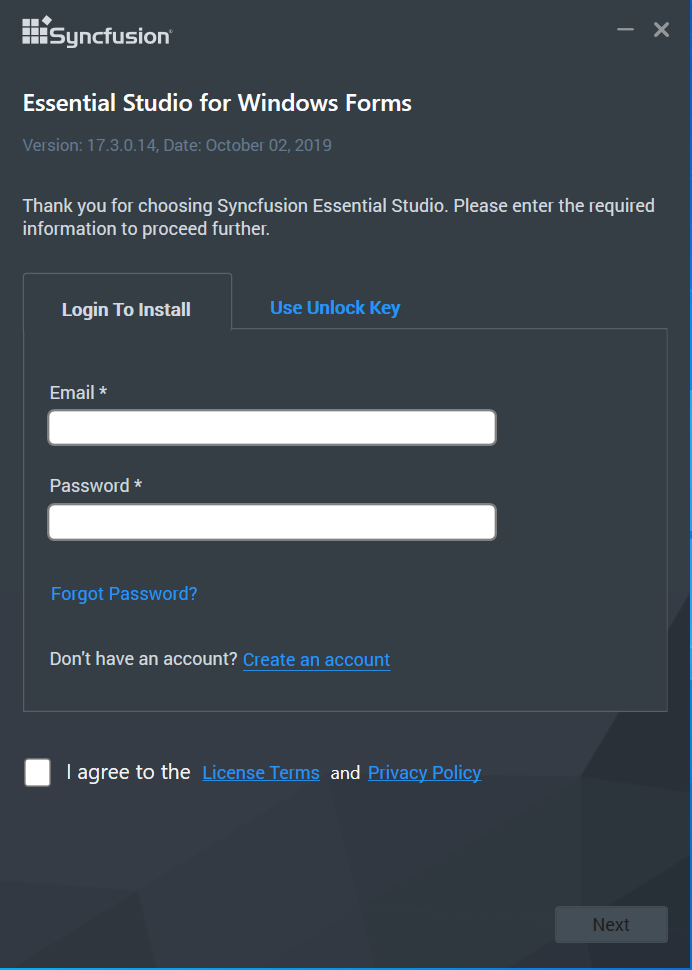 Syncfusion®
Essential Studio for Windows Forms
Version: 17.3.0.14, Date: October 02, 2019
Thank you for choosing Syncfusion Essential Studio. Please enter the required
information to proceed further.
Login To Install
Use Unlock Key
Email *
Password *
Forgot Password?
Don't have an account? Create an account
I agree to the License Terms and Privacy Policy
Next